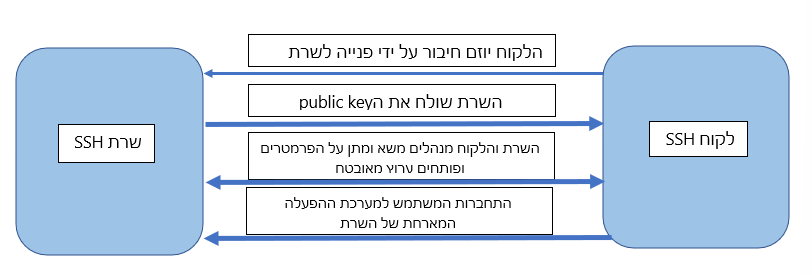 הלקוח יוזם חיבור על ידי פנייה לשרת
השרת שולח את הpublic key
שרת SSH
לקוח SSH
השרת והלקוח מנהלים משא ומתן על הפרמטרים
ופותחים ערוץ מאובטח
התחברות המשתמש למערכת ההפעלה
המארחת של השרת